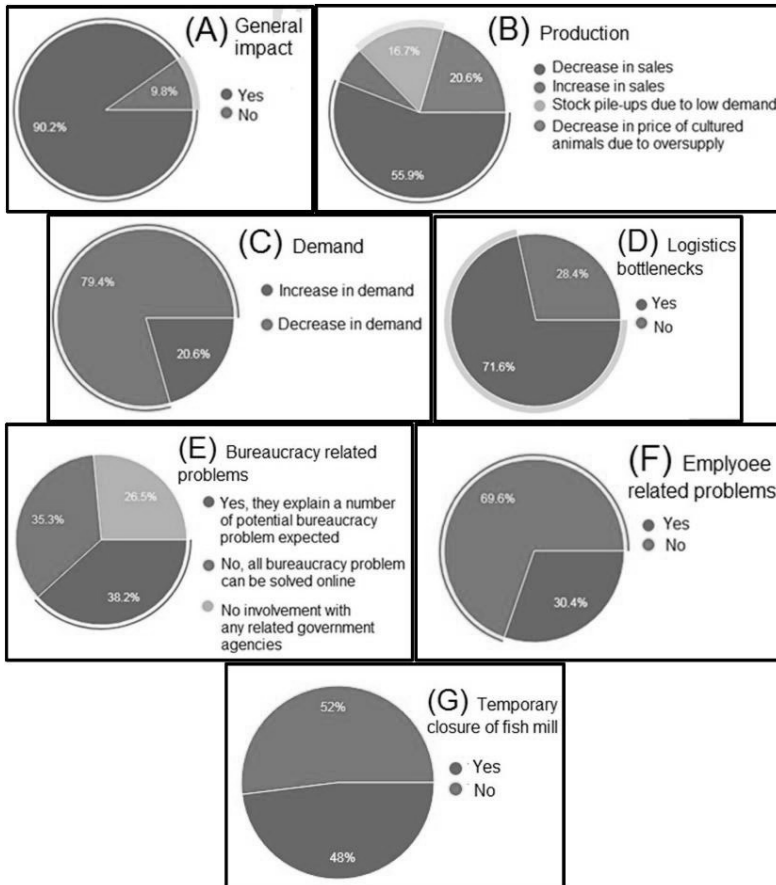 (A) General
impact
9.8%
90.2%
Yes
No
(B) Production
16.7%
20.6%
55.9%
Decrease in sales
Increase in sales
Stock pile-ups due to low demand
Decrease in price of cultured
animals due to oversupply
(C) Demand
79.4%
20.6%
Increase in demand
Decrease in demand
(D) Logistics
bottlenecks
28.4%
71.6%
Yes
No
(E) Bureaucracy related
problems
26.5%
35.3%
38.2%
Yes, they explain a number
of potential bureaucracy
problem expected
No, all bureaucracy problem
can be solved online
No involvement with
any related government
agencies
(F) Emplyoee
related problems
69.6%
30.4%
Yes
No
(G) Temporary
closure of fish mill
52%
48%
Yes
No